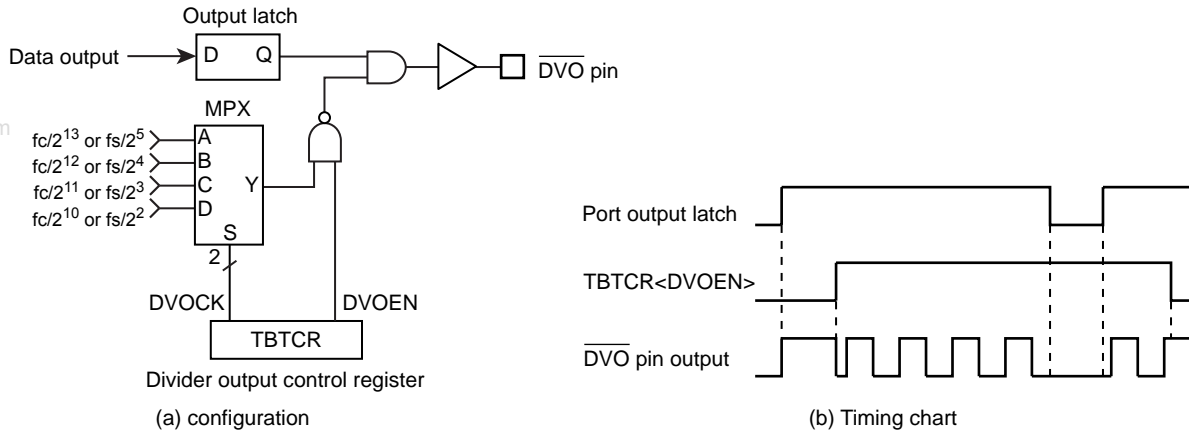 Output latch
Data output
D
Q
DVO pin
MPX
m
fc/2^13 or fs/2^5
A
fc/2^12 or fs/2^4
B
fc/2^11 or fs/2^3
C
Y
fc/2^10 or fs/2^2
D
S
2
DVOCK
DVOEN
TBTCR
Divider output control register
(a) configuration
Port output latch
TBTCR<DVOEN>
DVO pin output
(b) Timing chart